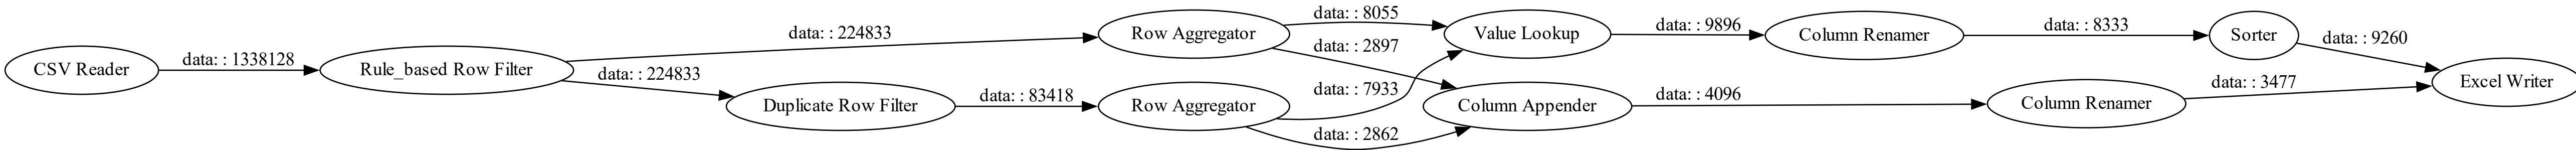 CSV Reader
data: : 1338128
Rule_based Row Filter
data: : 224833
data: : 224833
Duplicate Row Filter
data: : 83418
Row Aggregator
Row Aggregator
data: : 8055
data: : 2897
data: : 7933
data: : 2862
Value Lookup
Column Appender
data: : 9896
data: : 4096
Column Renamer
data: : 8333
Column Renamer
Sorter
data: : 9260
data: : 3477
Excel Writer